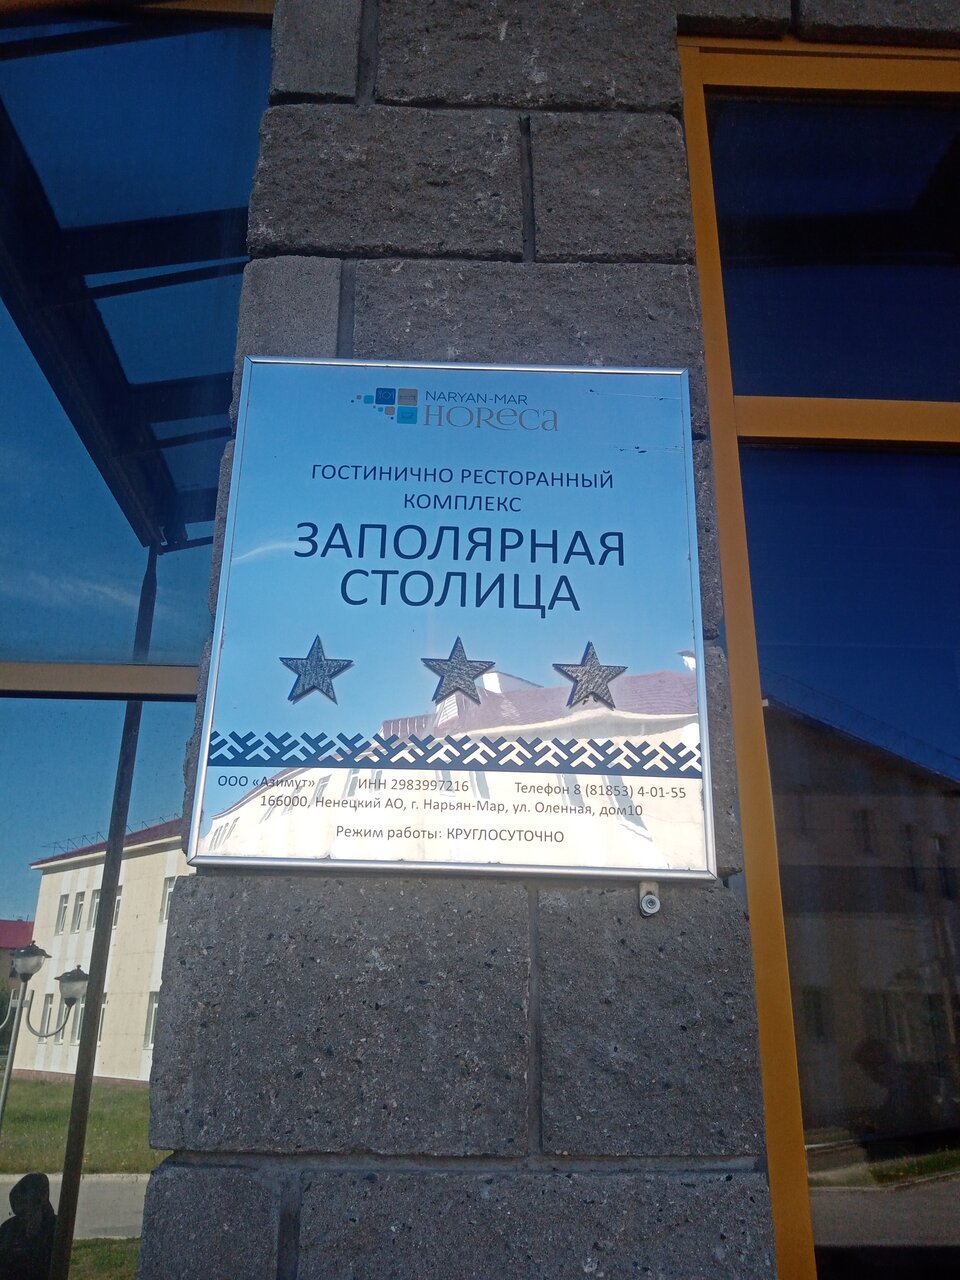 NARYAN-MAR
HORECA
ГОСТИНИЧНО РЕСТОРАННЫЙ
КОМПЛЕКС
ЗАПОЛЯРНАЯ
СТОЛИЦА
ООО «Азимут» ИНН 2983997216 Телефон 8 (81853) 4-01-55
166000, Ненецкий АО, г. Нарьян-Мар, ул. Оленная, дом10
Режим работы: КРУГЛОСУТОЧНО